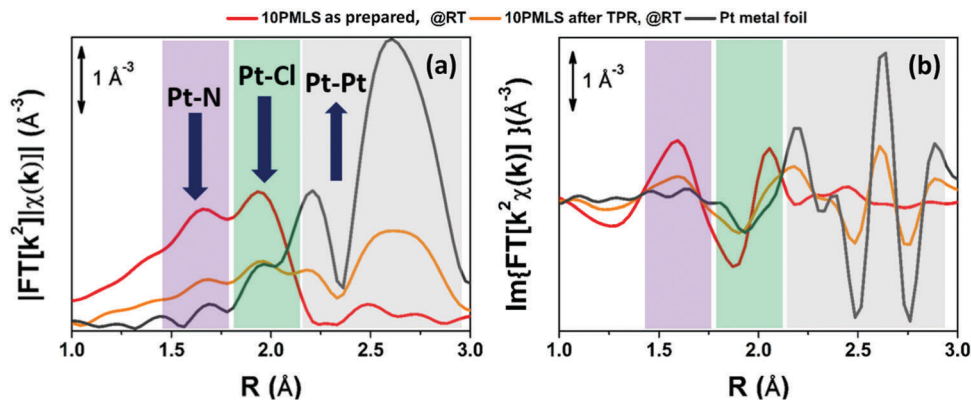 10PMLS as prepared, @RT 10PMLS after TPR, @RT Pt metal foil
(a)
1 Å-3
Pt-N
Pt-Cl
Pt-Pt
|FT[k2]|χ(k)|| (Å-3)
1.0 1.5 2.0 2.5 3.0
R (Å)
(b)
1 Å-3
Im{FT[k2χ(k)] }(Å-3)
1.0 1.5 2.0 2.5 3.0
R (Å)